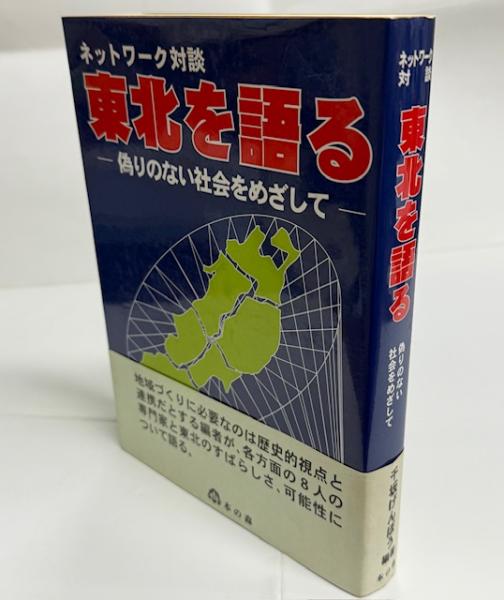 ネットワーク対談
東北を語る
―偽りのない社会をめざして―
地域づくりに必要なのは歴史的視点と
連携だとする編者が、各方面の8人の
専門家と東北のすばらしさ、可能性に
ついて語る。
本の森
ネットワーク
対談
東北を語る
偽りのない
社会をめざして
本の森